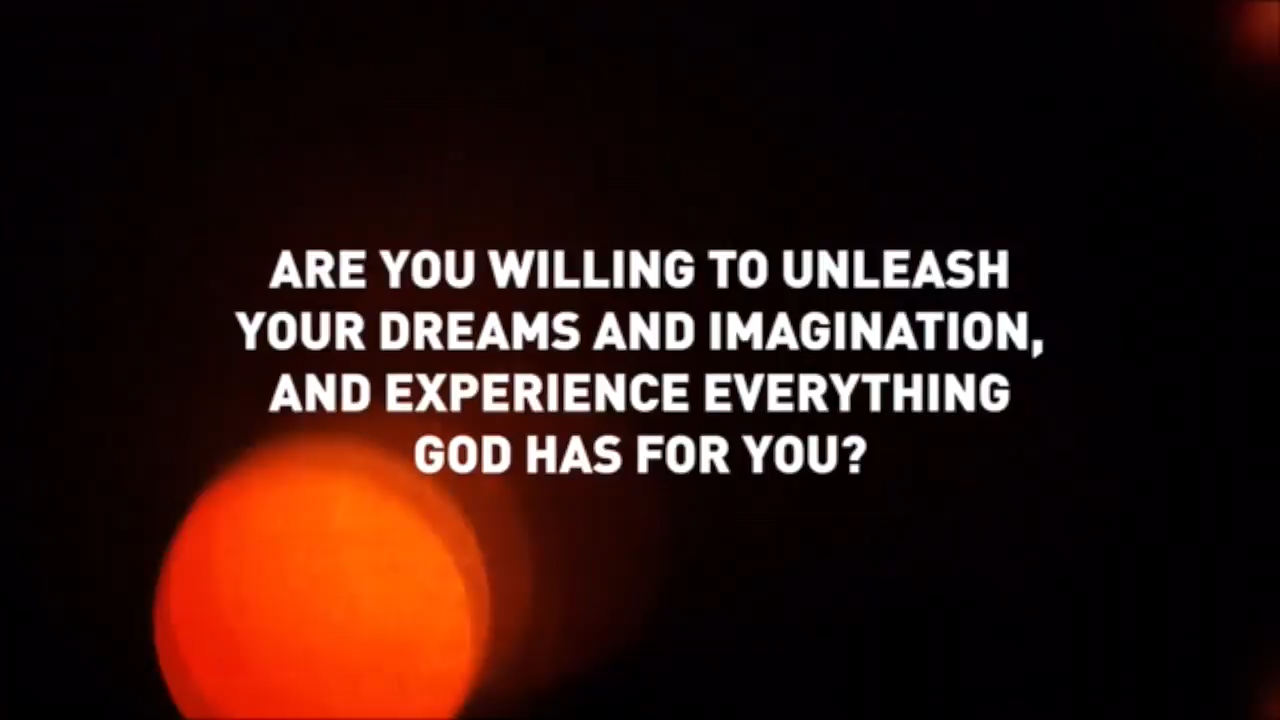 ARE YOU WILLING TO UNLEASH
YOUR DREAMS AND IMAGINATION,
AND EXPERIENCE EVERYTHING
GOD HAS FOR YOU?